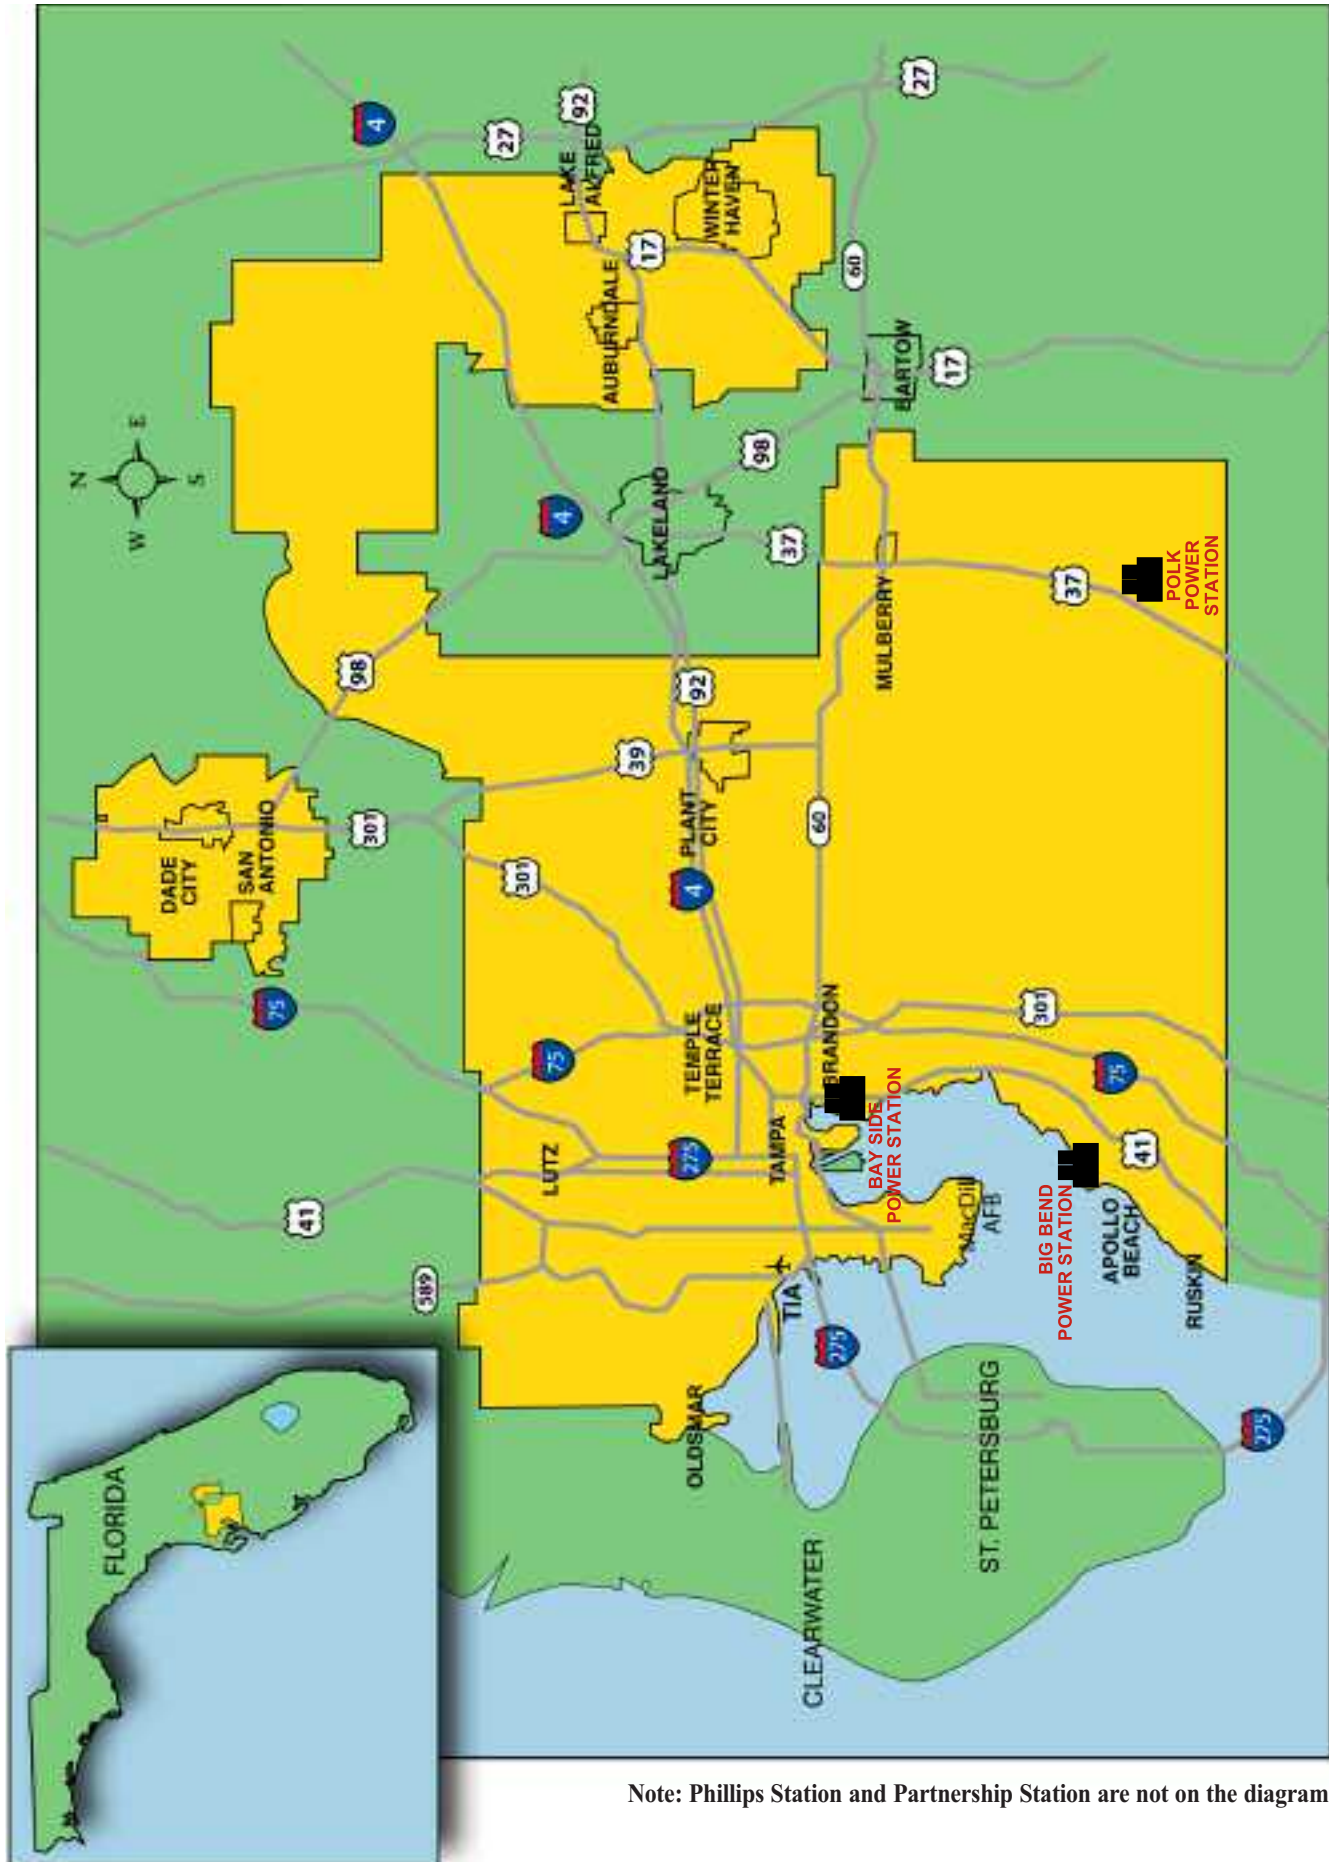 FLORIDA
N
W
E
S
4
27
92
LAKE
ALFRED
WINTER
HAVEN
17
AUBURNDALE
60
27
BARTOW
17
98
LAKELAND
4
37
MULBERRY
37
POLK
POWER
STATION
98
DADE
CITY
SAN
ANTONIO
301
39
92
PLANT
CITY
60
301
4
75
75
TEMPLE
TERRACE
BRANDON
301
75
41
LUTZ
275
TAMPA
BAY SIDE
POWER STATION
41
589
TIA
MacDill
AFB
BIG BEND
POWER STATION
APOLLO
BEACH
RUSKIN
OLDSMAR
275
ST. PETERSBURG
275
CLEARWATER
Note: Phillips Station and Partnership Station are not on the diagram